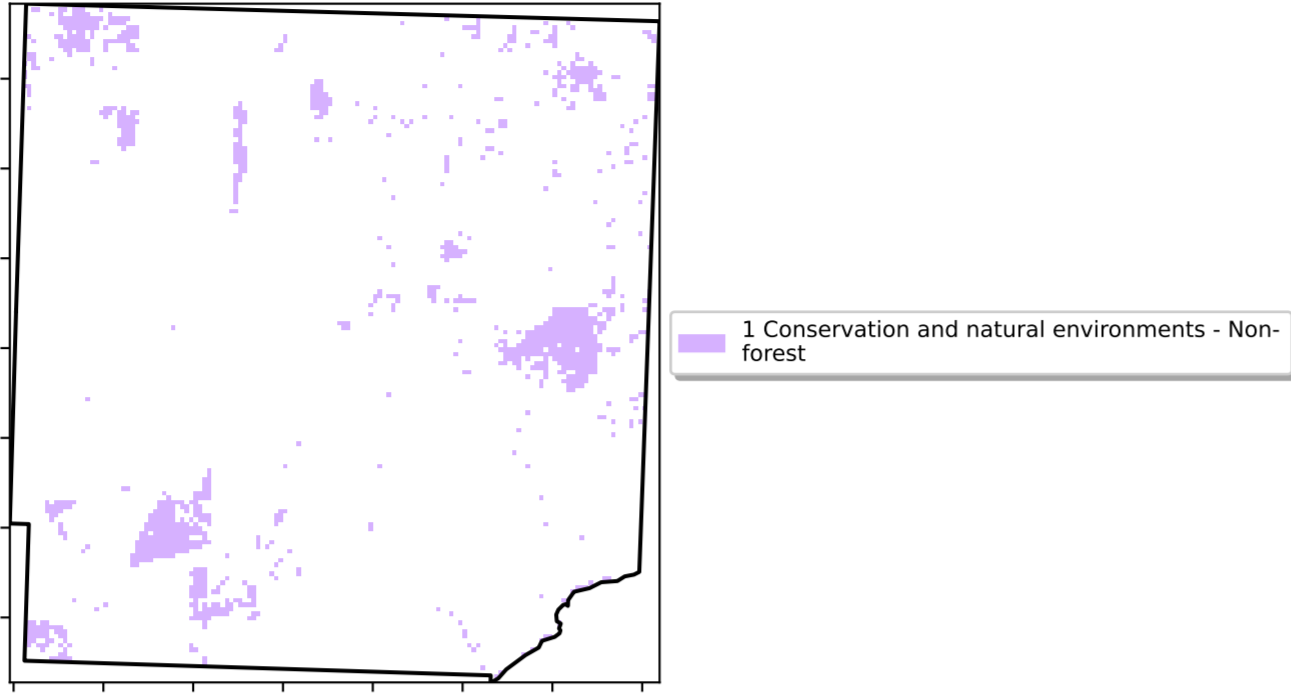 1 Conservation and natural environments - Non-
forest